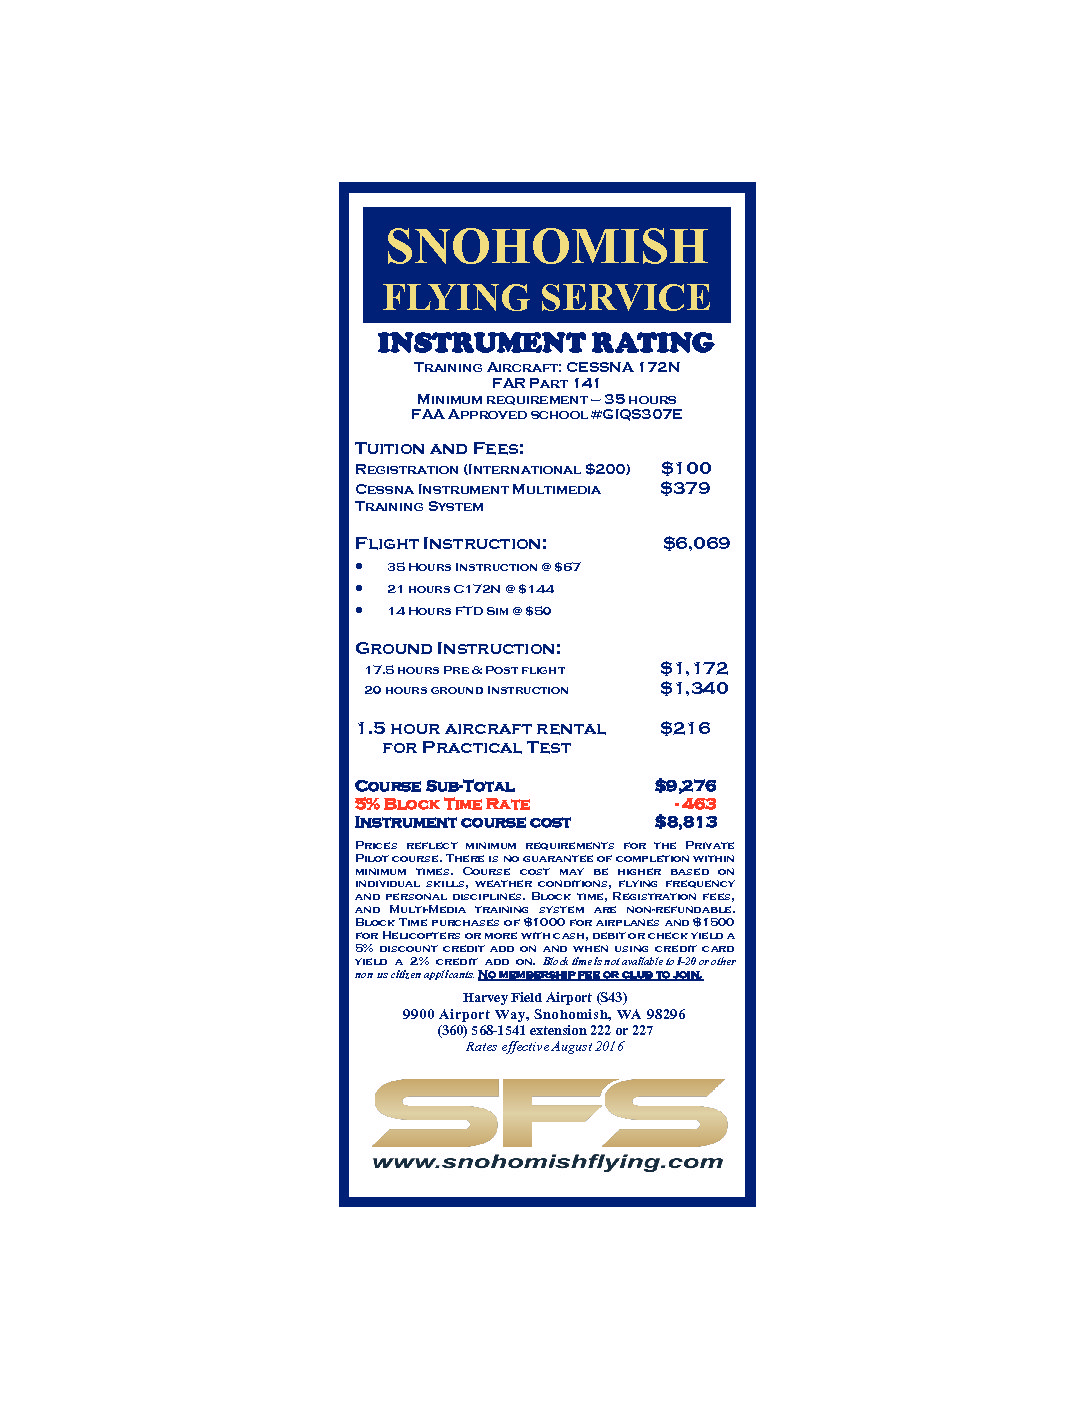 SNOHOMISH
FLYING SERVICE
INSTRUMENT RATING
TRAINING AIRCRAFT: CESSNA 172N
FAR PART 141
MINIMUM REQUIREMENT – 35 HOURS
FAA APPROVED SCHOOL #GIQS307E
TUITION AND FEES:
REGISTRATION (INTERNATIONAL $200) $100
CESSNA INSTRUMENT MULTIMEDIA $379
TRAINING SYSTEM
FLIGHT INSTRUCTION: $6,069
• 35 HOURS INSTRUCTION @ $67
• 21 HOURS C172N @ $144
• 14 HOURS FTD SIM @ $50
GROUND INSTRUCTION:
17.5 HOURS PRE & POST FLIGHT $1,172
20 HOURS GROUND INSTRUCTION $1,340
1.5 HOUR AIRCRAFT RENTAL $216
FOR PRACTICAL TEST
COURSE SUB-TOTAL $9,276
5% BLOCK TIME RATE - 463
INSTRUMENT COURSE COST $8,813
PRICES REFLECT MINIMUM REQUIREMENTS FOR THE PRIVATE
PILOT COURSE. THERE IS NO GUARANTEE OF COMPLETION WITHIN
MINIMUM TIMES. COURSE COST MAY BE HIGHER BASED ON
INDIVIDUAL SKILLS, WEATHER CONDITIONS, FLYING FREQUENCY
AND PERSONAL DISCIPLINES. BLOCK TIME, REGISTRATION FEES,
AND MULTI-MEDIA TRAINING SYSTEM ARE NON-REFUNDABLE.
BLOCK TIME PURCHASES OF $1000 FOR AIRPLANES AND $1500
FOR HELICOPTERS OR MORE WITH CASH, DEBIT OR CHECK YIELD A
5% DISCOUNT CREDIT ADD ON AND WHEN USING CREDIT CARD
YIELD A 2% CREDIT ADD ON. Block time is not available to I-20 or other
non us citizen applicants. NO MEMBERSHIP FEE OR CLUB TO JOIN.
Harvey Field Airport (S43)
9900 Airport Way, Snohomish, WA 98296
(360) 568-1541 extension 222 or 227
Rates effective August 2016
SFS
www.snohomishflying.com